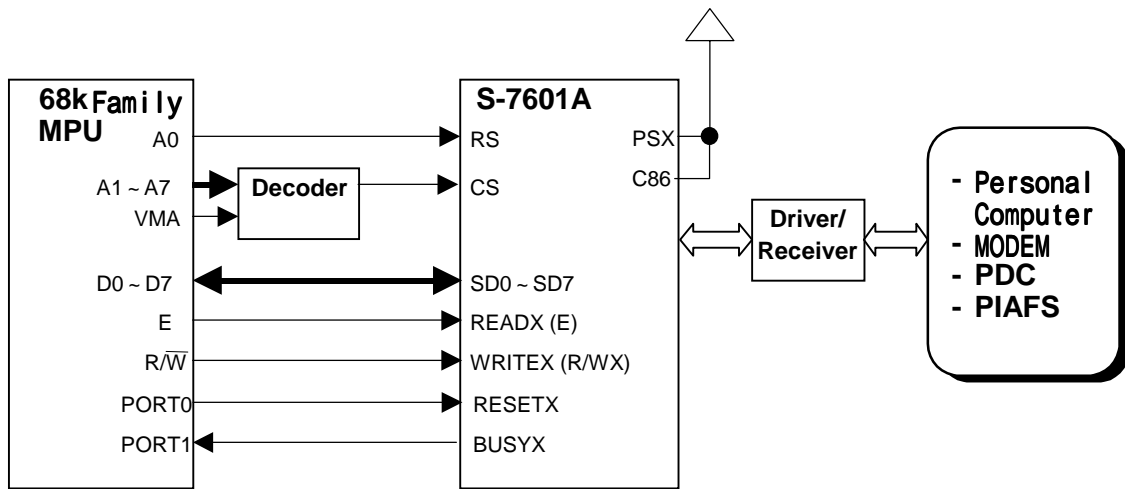 68k Family
MPU
A0
A1 ~ A7
VMA
D0 ~ D7
E
R/W̅
PORT0
PORT1
Decoder
S-7601A
RS
CS
SD0 ~ SD7
READX (E)
WRITEX (R/WX)
RESETX
BUSYX
PSX
C86
Driver/
Receiver
- Personal
Computer
- MODEM
- PDC
- PIAFS